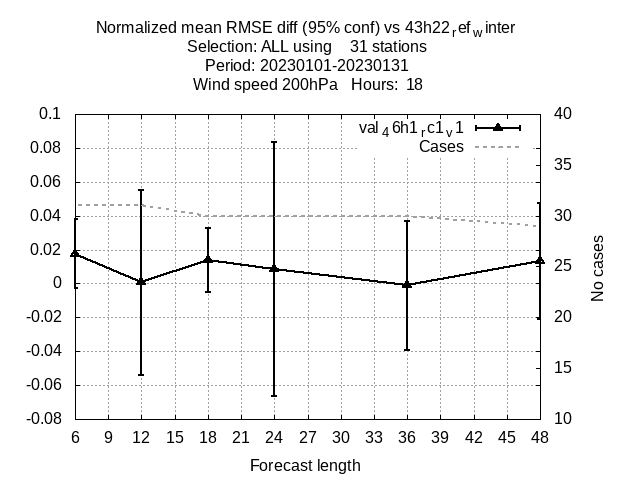 Normalized mean RMSE diff (95% conf) vs 43h22refwinter
Selection: ALL using 31 stations
Period: 20230101-20230131
Wind speed 200hPa Hours: 18
val46h1rc1v1
Cases
0.1
0.08
0.06
0.04
0.02
0
-0.02
-0.04
-0.06
-0.08
40
35
30
25
20
15
10
No cases
6 9 12 15 18 21 24 27 30 33 36 39 42 45 48
Forecast length